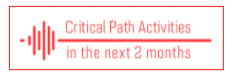 Critical Path Activities
in the next 2 months